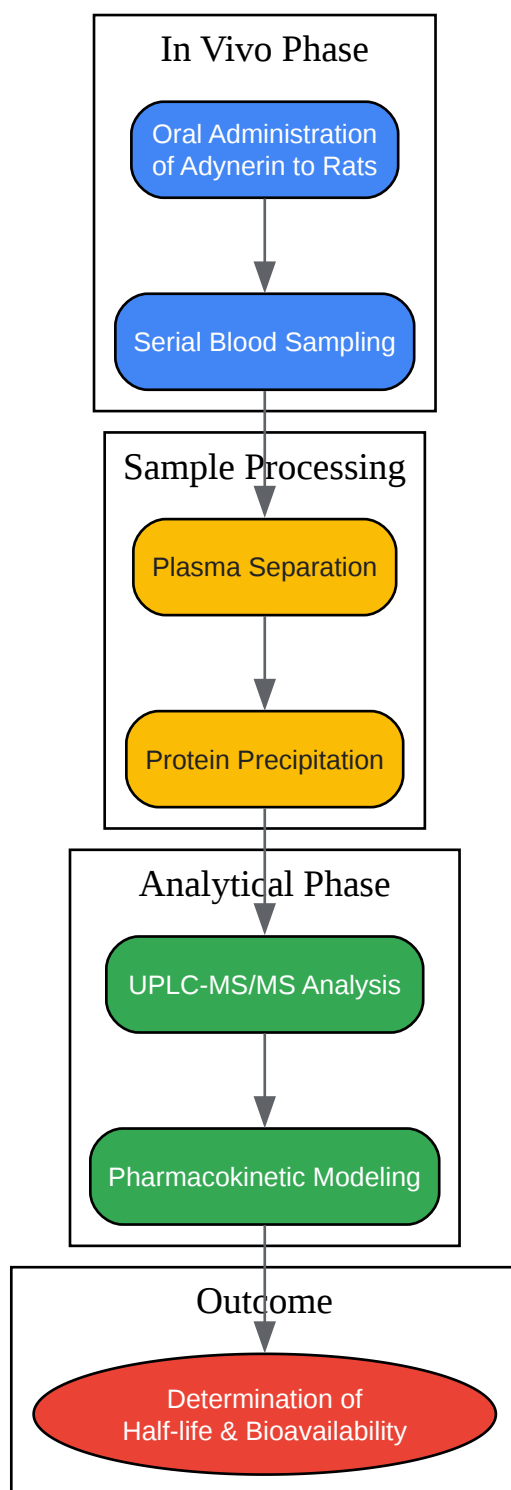 In Vivo Phase
Oral Administration
of Adynerin to Rats
Serial Blood Sampling
Sample Processing
Plasma Separation
Protein Precipitation
Analytical Phase
UPLC-MS/MS Analysis
Pharmacokinetic Modeling
Outcome
Determination of
Half-life & Bioavailability